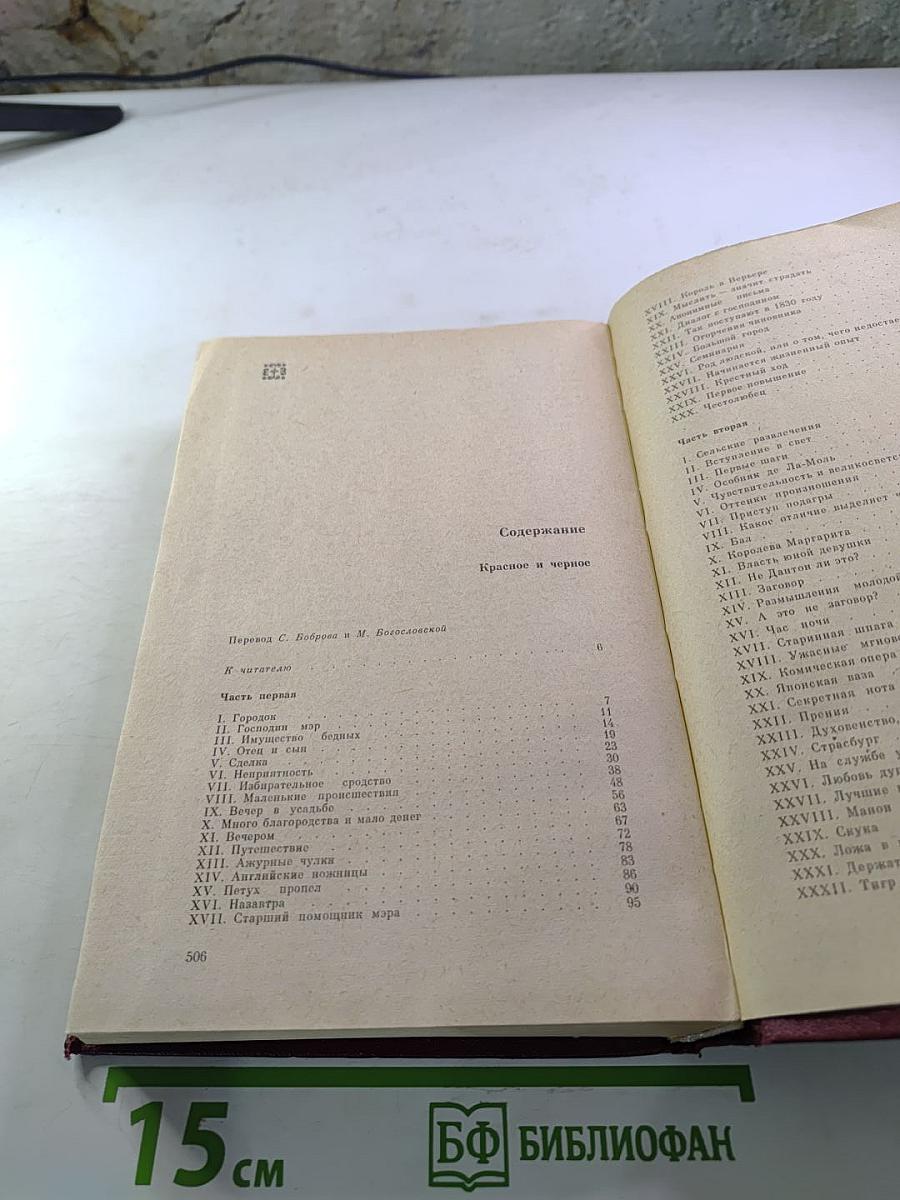 Содержание
Красное и черное
Перевод С. Боброва и М. Богословской
К читателю 6
Часть первая
I. Городок 7
II. Господин мэр 11
III. Имущество бедных 14
IV. Отец и сын 19
V. Сделка 23
VI. Неприятность 30
VII. Избирательное сродство 38
VIII. Маленькие происшествия 48
IX. Вечер в усадьбе 56
X. Много благородства и мало денег 63
XI. Вечером 67
XII. Путешествие 72
XIII. Ажурные чулки 78
XIV. Английские ножницы 83
XV. Петух пропел 86
XVI. Назавтра 90
XVII. Старший помощник мэра 95
506
XVIII. Король в Верьере
XIX. Мыслить — значит страдать
XX. Анонимные письма
XXI. Диалог с господином
XXII. Так поступают в 1830 году
XXIII. Огорчения чиновника
XXIV. Большой город
XXV. Семинария
XXVI. Род людской, или о том, чего недостае
XXVII. Начинается жизненный опыт
XXVIII. Крестный ход
XXIX. Первое повышение
XXX. Честолюбец
Часть вторая
I. Сельские развлечения
II. Вступление в свет
III. Первые шаги
IV. Особняк де Ла-Моль
V. Чувствительность и великосветс
VI. Оттенки произношения
VII. Приступ подагры
VIII. Какое отличие выделяет ч
IX. Бал
X. Королева Маргарита
XI. Власть юной девушки
XII. Не Дантон ли это?
XIII. Заговор
XIV. Размышления молодой
XV. А это не заговор?
XVI. Час ночи
XVII. Старинная шпага
XVIII. Ужасные мгнове
XIX. Комическая опера
XX. Японская ваза
XXI. Секретная нота
XXII. Прения
XXIII. Духовенство,
XXIV. Страсбург
XXV. На службе у
XXVI. Любовь ду
XXVII. Лучшие
XXVIII. Манон
XXIX. Скука
XXX. Ложа в
XXXI. Держат
XXXII. Тигр
15 см
БФ БИБЛИОФАН